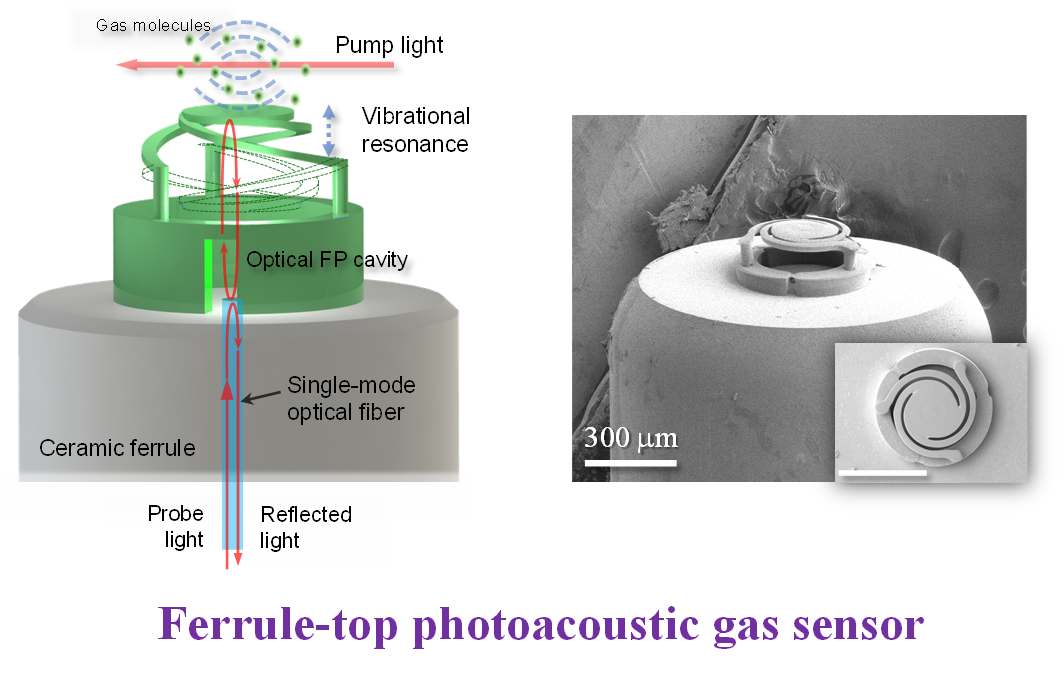 Gas molecules
Pump light
Vibrational
resonance
Optical FP cavity
Single-mode
optical fiber
Ceramic ferrule
Probe
light
Reflected
light
300 μm
Ferrule-top photoacoustic gas sensor